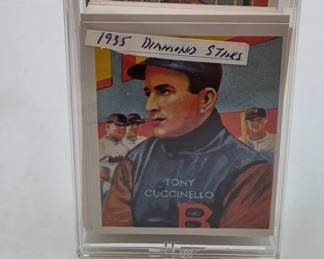 1935 DIAMOND STARS
TONY
CUCCINELLO
B